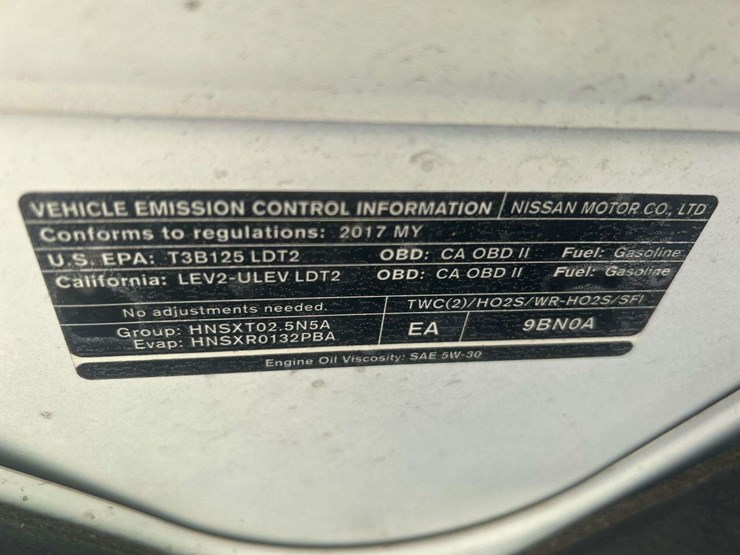 VEHICLE EMISSION CONTROL INFORMATION NISSAN MOTOR CO., LTD
Conforms to regulations: 2017 MY
U.S. EPA: T3B125 LDT2 OBD: CA OBD II Fuel: Gasoline
California: LEV2-ULEV LDT2 OBD: CA OBD II Fuel: Gasoline
No adjustments needed. TWC(2)/HO2S/WR-HO2S/SFI
Group: HNSXT02.5N5A EA 9BN0A
Evap: HNSXR0132PBA
Engine Oil Viscosity: SAE 5W-30